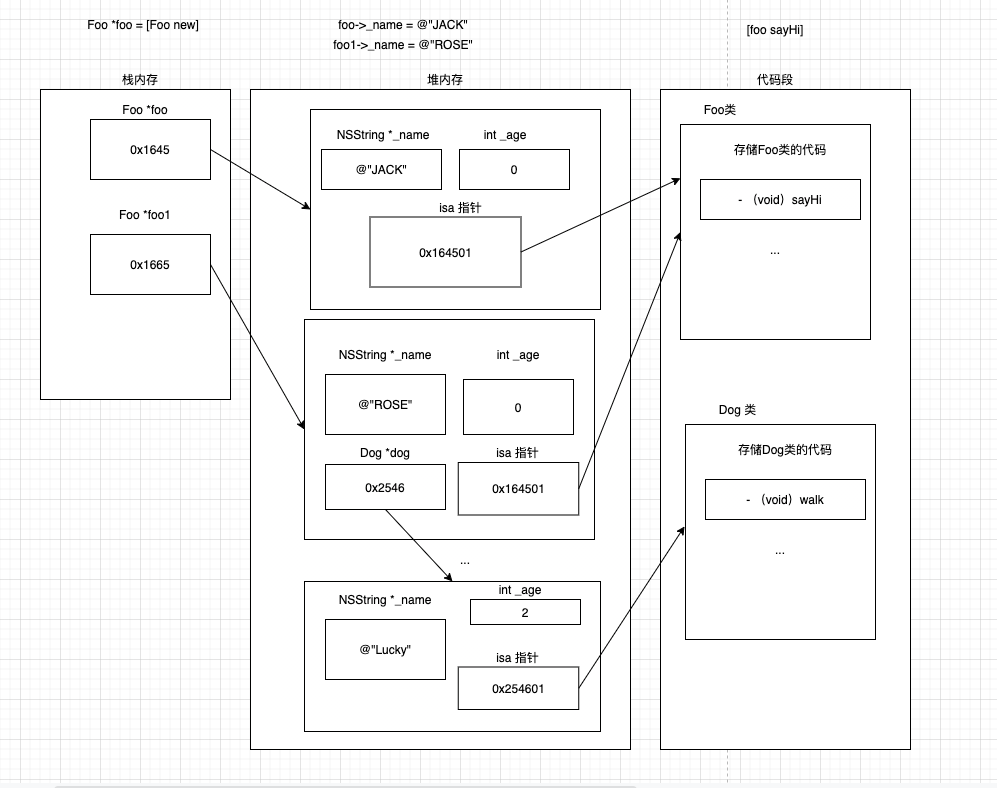 Foo *foo = [Foo new]
foo->_name = @"JACK"
foo1->_name = @"ROSE"
[foo sayHi]
栈内存
Foo *foo
0x1645
Foo *foo1
0x1665
堆内存
NSString *_name
int _age
@"JACK"
0
isa 指针
0x164501
NSString *_name
int _age
@"ROSE"
0
Dog *dog
isa 指针
0x2546
0x164501
...
NSString *_name
int _age
2
@"Lucky"
isa 指针
0x254601
代码段
Foo类
存储Foo类的代码
- （void）sayHi
...
Dog 类
存储Dog类的代码
- （void）walk
...